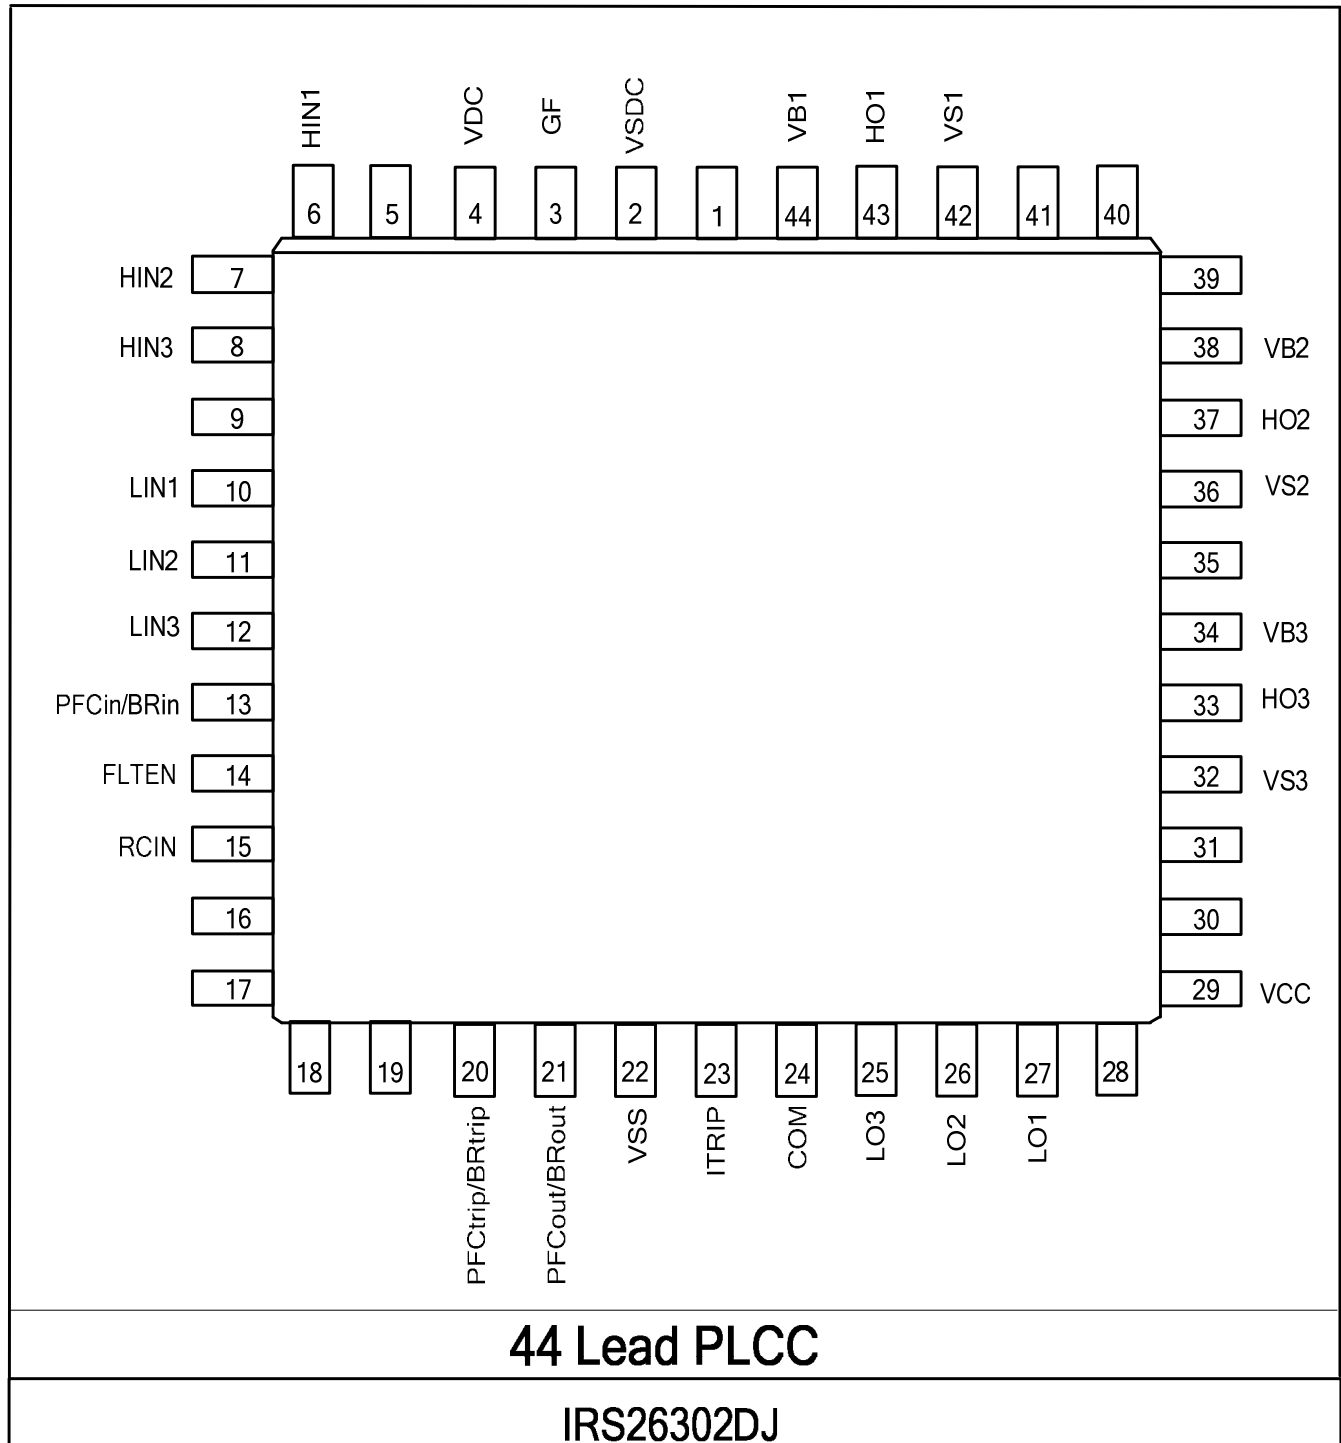 HIN1 VDC GF VSDC VB1 HO1 VS1
6 5 4 3 2 1 44 43 42 41 40
HIN2 7 39
HIN3 8 38 VB2
9 37 HO2
LIN1 10 36 VS2
LIN2 11 35
LIN3 12 34 VB3
PFCin/BRin 13 33 HO3
FLTEN 14 32 VS3
RCIN 15 31
16 30
17 29 VCC
18 19 20 21 22 23 24 25 26 27 28
PFCtrip/BRtrip PFCout/BRout VSS ITRIP COM LO3 LO2 LO1
44 Lead PLCC
IRS26302DJ